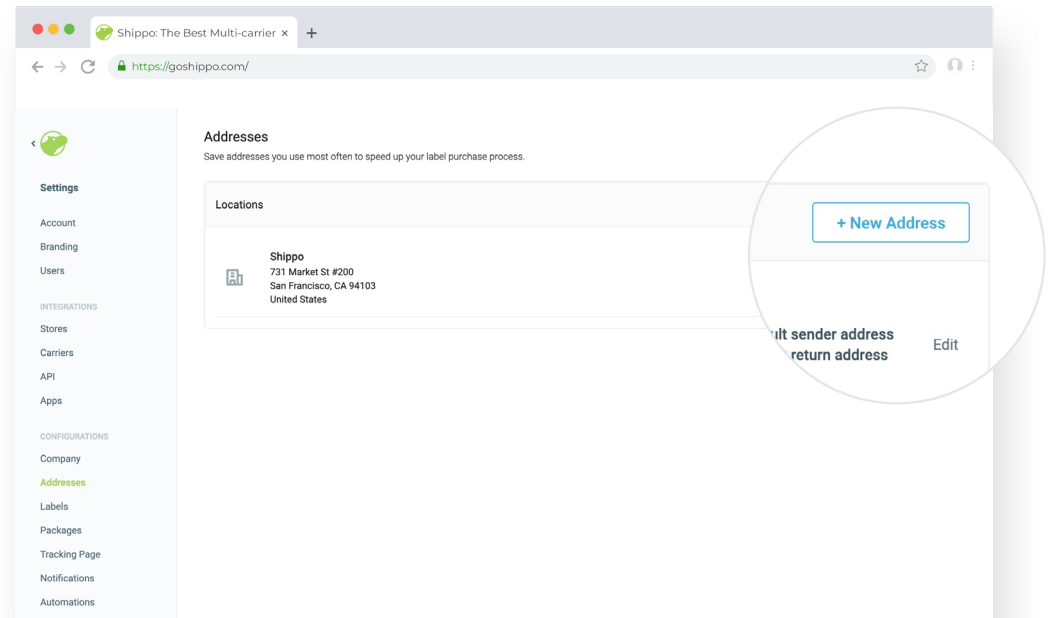 Shippo: The Best Multi-carrier
https://goshippo.com/
Settings
Account
Branding
Users
INTEGRATIONS
Stores
Carriers
API
Apps
CONFIGURATIONS
Company
Addresses
Labels
Packages
Tracking Page
Notifications
Automations
Addresses
Save addresses you use most often to speed up your label purchase process.
Locations
+ New Address
Shippo
731 Market St #200
San Francisco, CA 94103
United States
sender address
return address
Edit